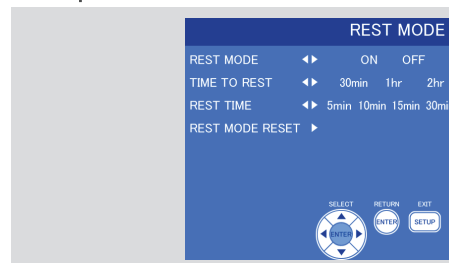 REST MODE
REST MODE ON OFF
TIME TO REST 30min 1hr 2hr
REST TIME 5min 10min 15min 30mi
REST MODE RESET
SELECT RETURN EXIT
ENTER ENTER SETUP